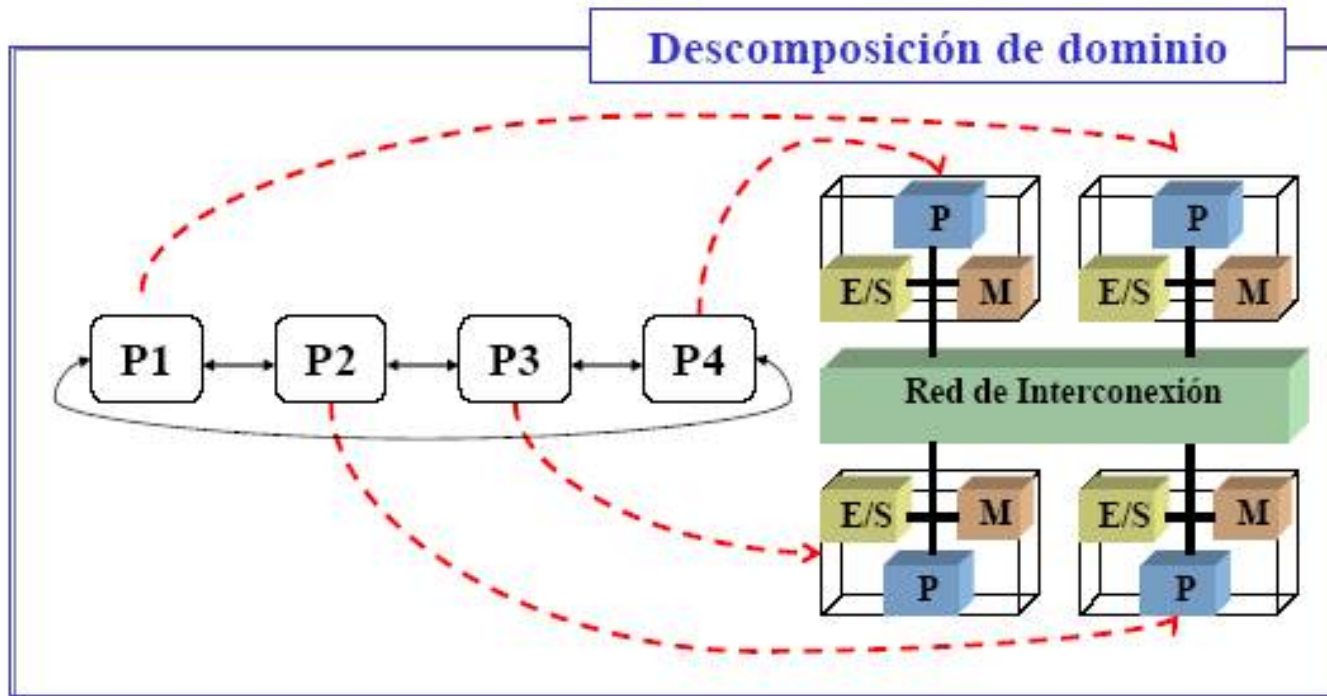 Descomposición de dominio
P
P
E/S
M
E/S
M
P1
P2
P3
P4
Red de Interconexión
E/S
M
E/S
M
P
P